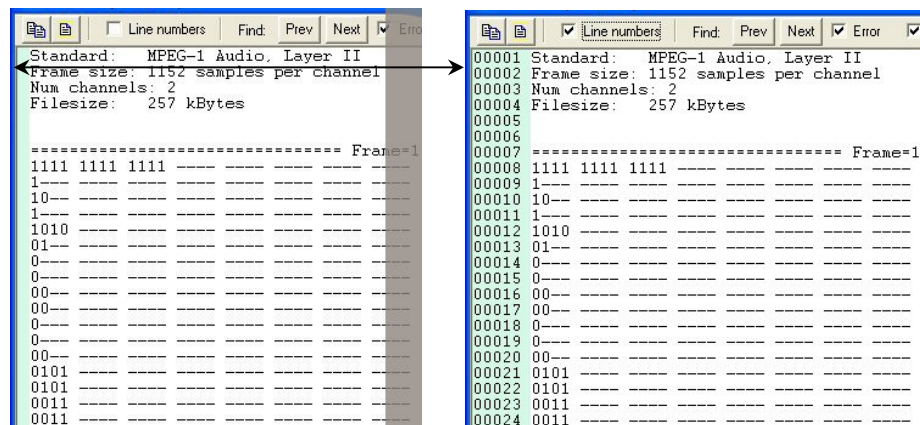 Line numbers Find: Prev Next Erro
Standard: MPEG-1 Audio, Layer II
Frame size: 1152 samples per channel
Num channels: 2
Filesize: 257 kBytes
================================ Frame=1
1111 1111 1111 ---- ---- ---- ---- ----
1--- ---- ---- ---- ---- ---- ---- ----
10-- ---- ---- ---- ---- ---- ---- ----
1--- ---- ---- ---- ---- ---- ---- ----
1010 ---- ---- ---- ---- ---- ---- ----
01-- ---- ---- ---- ---- ---- ---- ----
0--- ---- ---- ---- ---- ---- ---- ----
0--- ---- ---- ---- ---- ---- ---- ----
00-- ---- ---- ---- ---- ---- ---- ----
00-- ---- ---- ---- ---- ---- ---- ----
0--- ---- ---- ---- ---- ---- ---- ----
0--- ---- ---- ---- ---- ---- ---- ----
00-- ---- ---- ---- ---- ---- ---- ----
0101 ---- ---- ---- ---- ---- ---- ----
0101 ---- ---- ---- ---- ---- ---- ----
0011 ---- ---- ---- ---- ---- ---- ----
0011 ---- ---- ---- ---- ---- ---- ----
Line numbers Find: Prev Next Error
00001 Standard: MPEG-1 Audio, Layer II
00002 Frame size: 1152 samples per channel
00003 Num channels: 2
00004 Filesize: 257 kBytes
00005
00006
00007 ================================ Frame=1
00008 1111 1111 1111 ---- ---- ---- ---- ----
00009 1--- ---- ---- ---- ---- ---- ---- ----
00010 10-- ---- ---- ---- ---- ---- ---- ----
00011 1--- ---- ---- ---- ---- ---- ---- ----
00012 1010 ---- ---- ---- ---- ---- ---- ----
00013 01-- ---- ---- ---- ---- ---- ---- ----
00014 0--- ---- ---- ---- ---- ---- ---- ----
00015 0--- ---- ---- ---- ---- ---- ---- ----
00016 00-- ---- ---- ---- ---- ---- ---- ----
00017 00-- ---- ---- ---- ---- ---- ---- ----
00018 0--- ---- ---- ---- ---- ---- ---- ----
00019 0--- ---- ---- ---- ---- ---- ---- ----
00020 00-- ---- ---- ---- ---- ---- ---- ----
00021 0101 ---- ---- ---- ---- ---- ---- ----
00022 0101 ---- ---- ---- ---- ---- ---- ----
00023 0011 ---- ---- ---- ---- ---- ---- ----
00024 0011 ---- ---- ---- ---- ---- ---- ----